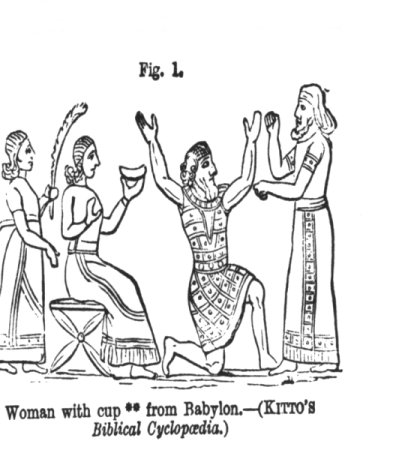 Fig. 1.
Woman with cup ** from Babylon.—(KITTO'S
Biblical Cyclopædia.)